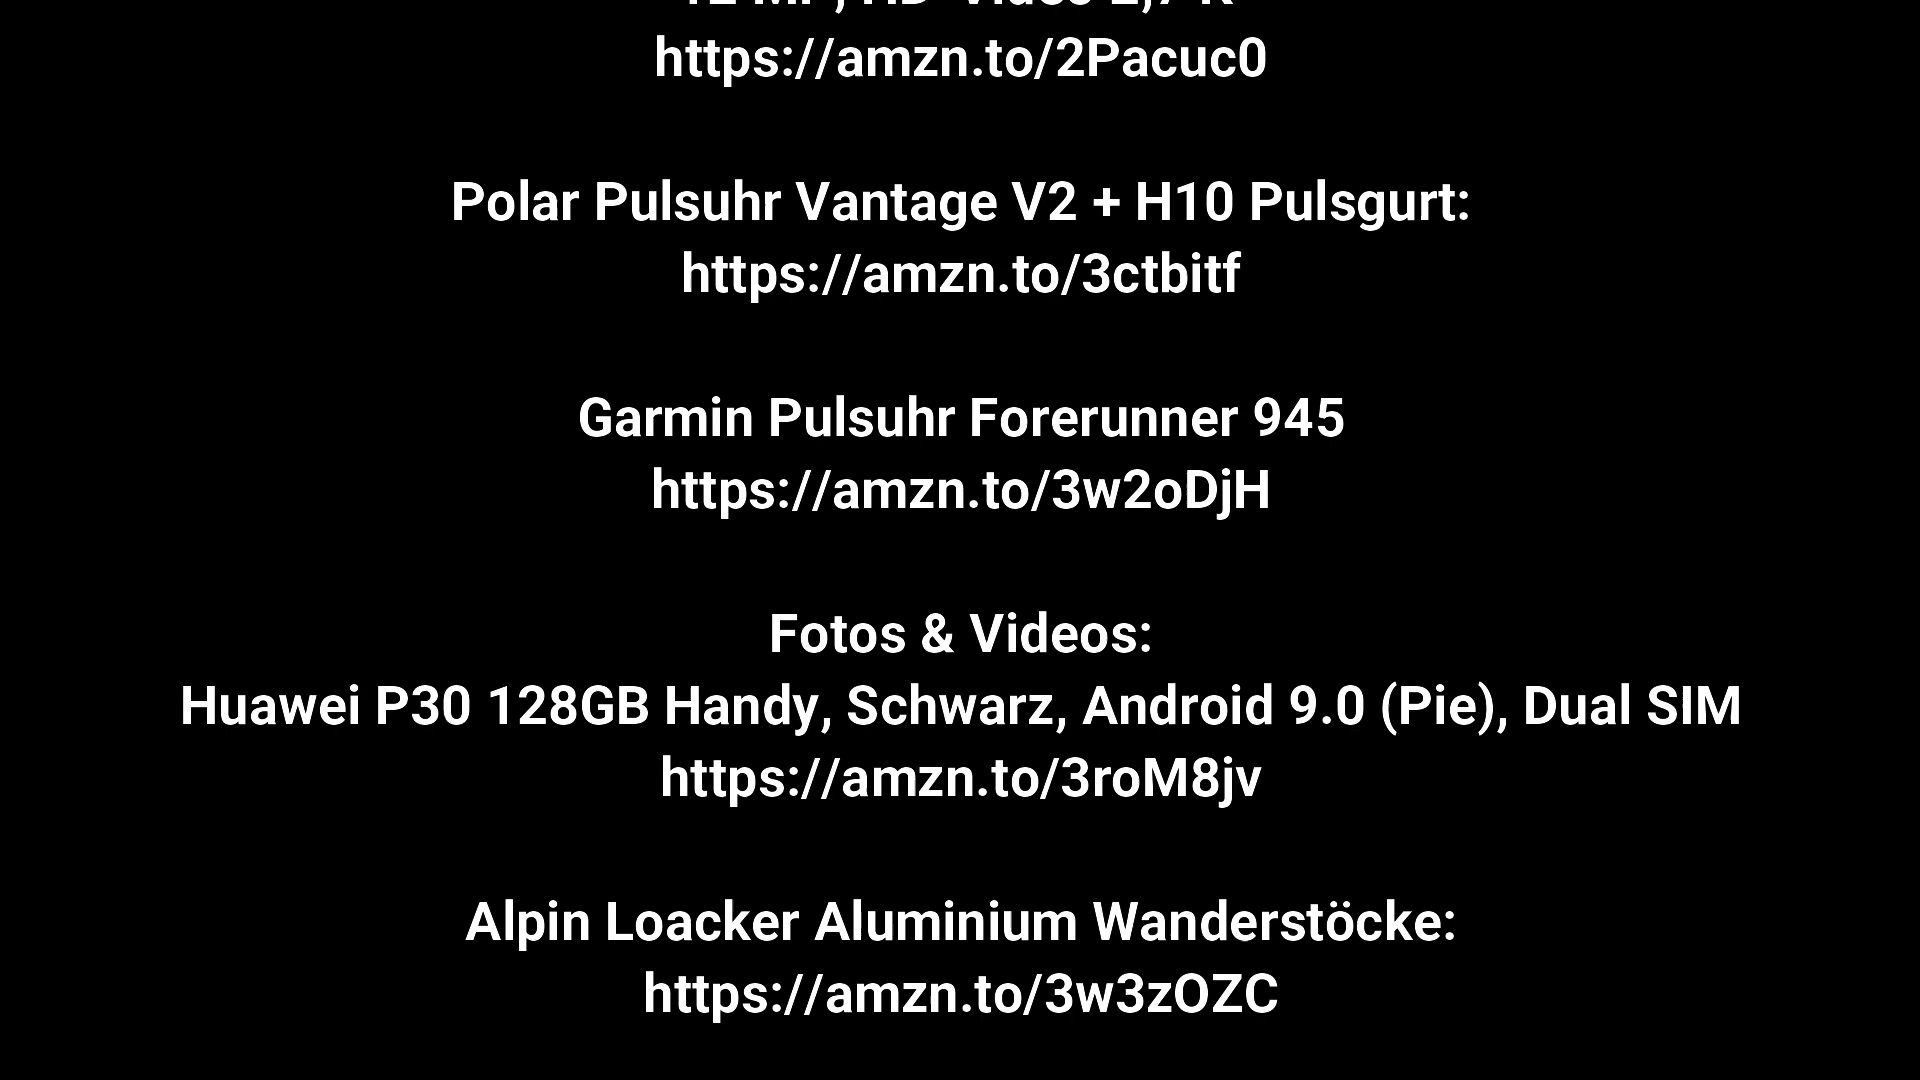 https://amzn.to/2Pacuc0
Polar Pulsuhr Vantage V2 + H10 Pulsgurt:
https://amzn.to/3ctbitf
Garmin Pulsuhr Forerunner 945
https://amzn.to/3w2oDjH
Fotos & Videos:
Huawei P30 128GB Handy, Schwarz, Android 9.0 (Pie), Dual SIM
https://amzn.to/3roM8jv
Alpin Loacker Aluminium Wanderstöcke:
https://amzn.to/3w3zOZC